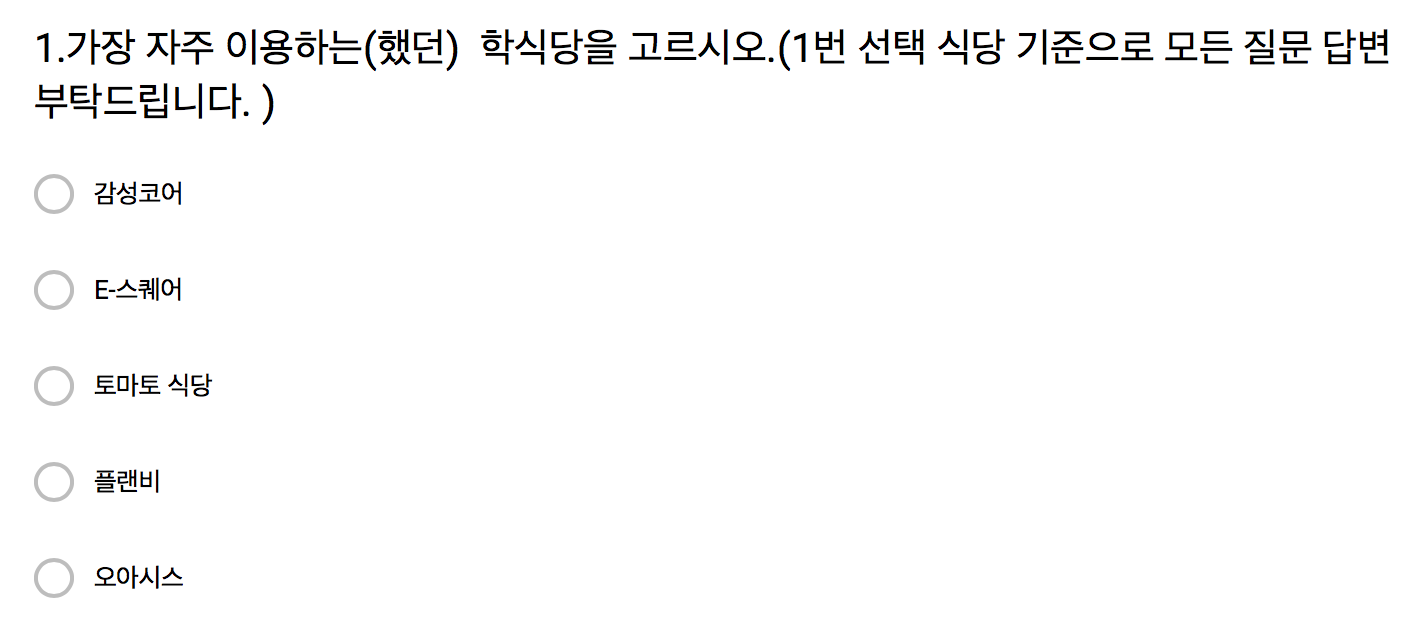 1.가장 자주 이용하는(했던)  학식당을 고르시오.(1번 선택 식당 기준으로 모든 질문 답변
부탁드립니다. )
감성코어
E-스퀘어
토마토 식당
플랜비
오아시스